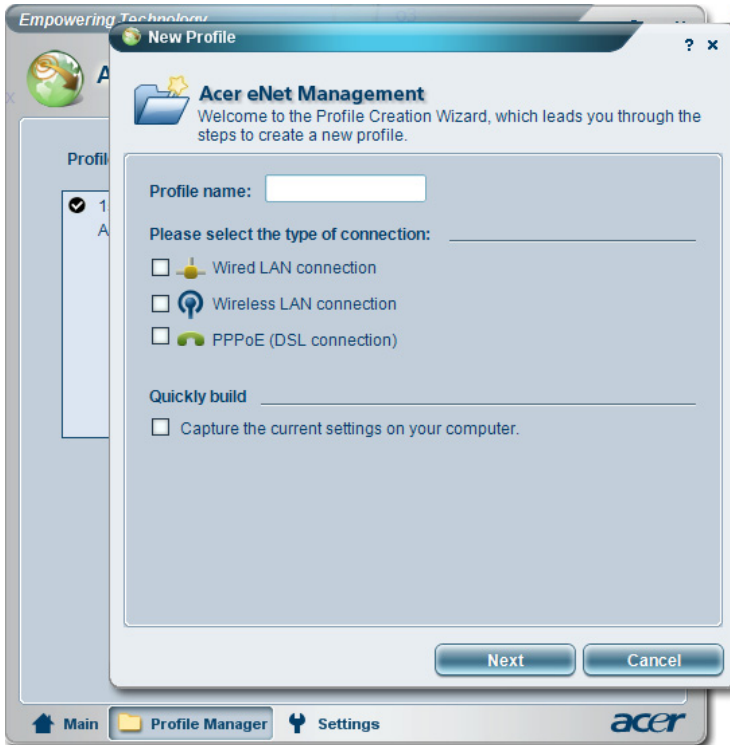 Empowering Technology
New Profile
? x
A
Acer eNet Management
Welcome to the Profile Creation Wizard, which leads you through the
steps to create a new profile.
Profil
1
A
Profile name:
Please select the type of connection:
Wired LAN connection
Wireless LAN connection
PPPoE (DSL connection)
Quickly build
Capture the current settings on your computer.
Next
Cancel
Main
Profile Manager
Settings
acer